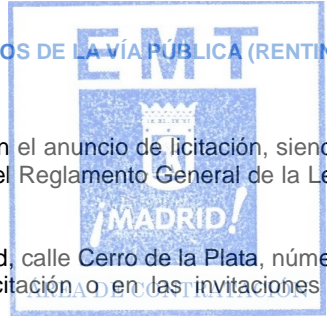 OS DE LA VÍA PÚBLICA (RENTIN
EMT
n el anuncio de licitación, siend
el Reglamento General de la Le
¡MADRID!
d, calle Cerro de la Plata, núme
citación o en las invitaciones
ÁREA DE CONTRATACIÓN